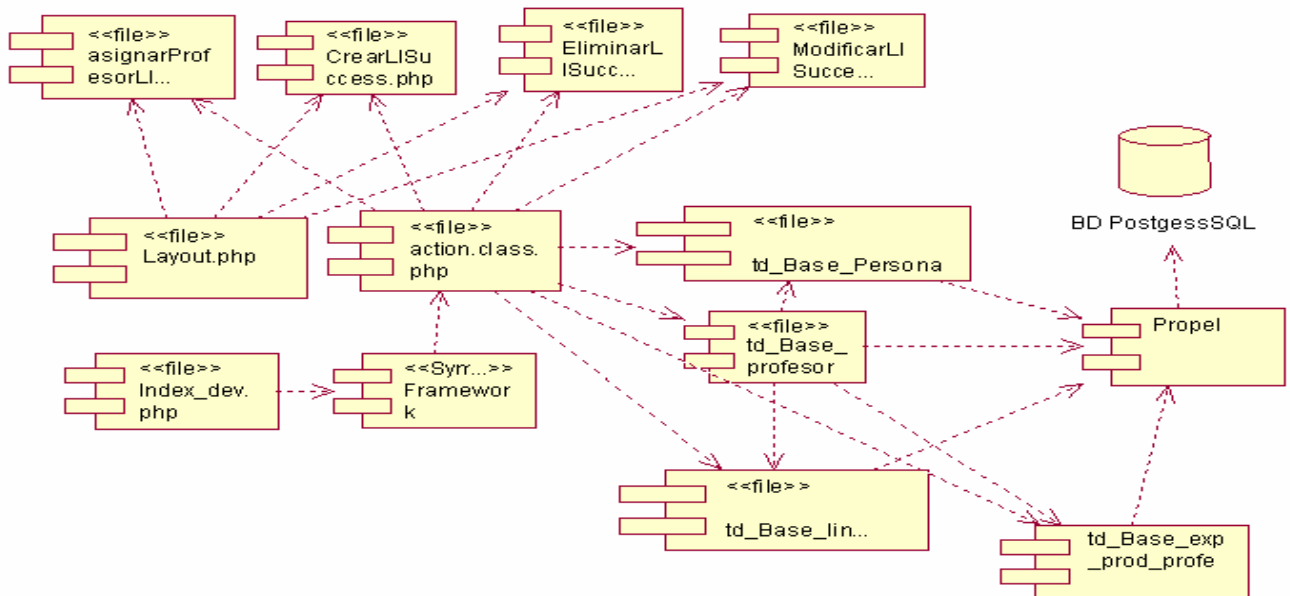 <<file>>
asignarProf
esorLI...
<<file>>
CrearLISu
ccess.php
<<file>>
EliminarL
ISucc...
<<file>>
ModificarLI
Succe...
BD PostgessSQL
<<file>>
Layout.php
<<file>>
action.class.
php
<<file>>
td_Base_Persona
<<file>>
td_Base_
profesor
Propel
<<file>>
Index_dev.
php
<<Sym...>>
Framewor
k
<<file>>
td_Base_lin...
td_Base_exp
_prod_profe